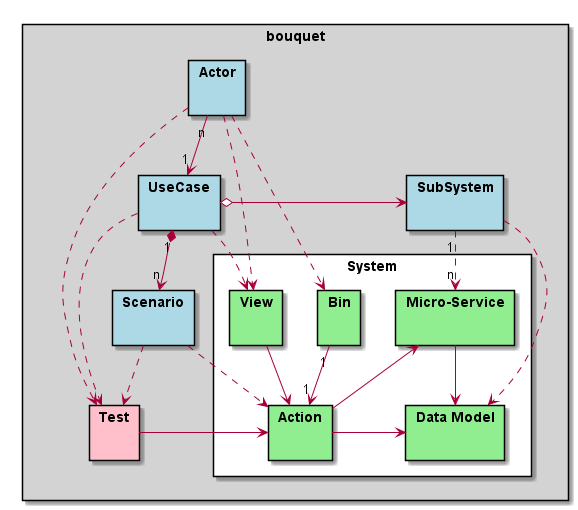 bouquet
Actor
n
1
UseCase
SubSystem
1
1
n
n
System
Scenario
View
Bin
Micro-Service
1
1
Test
Action
Data Model